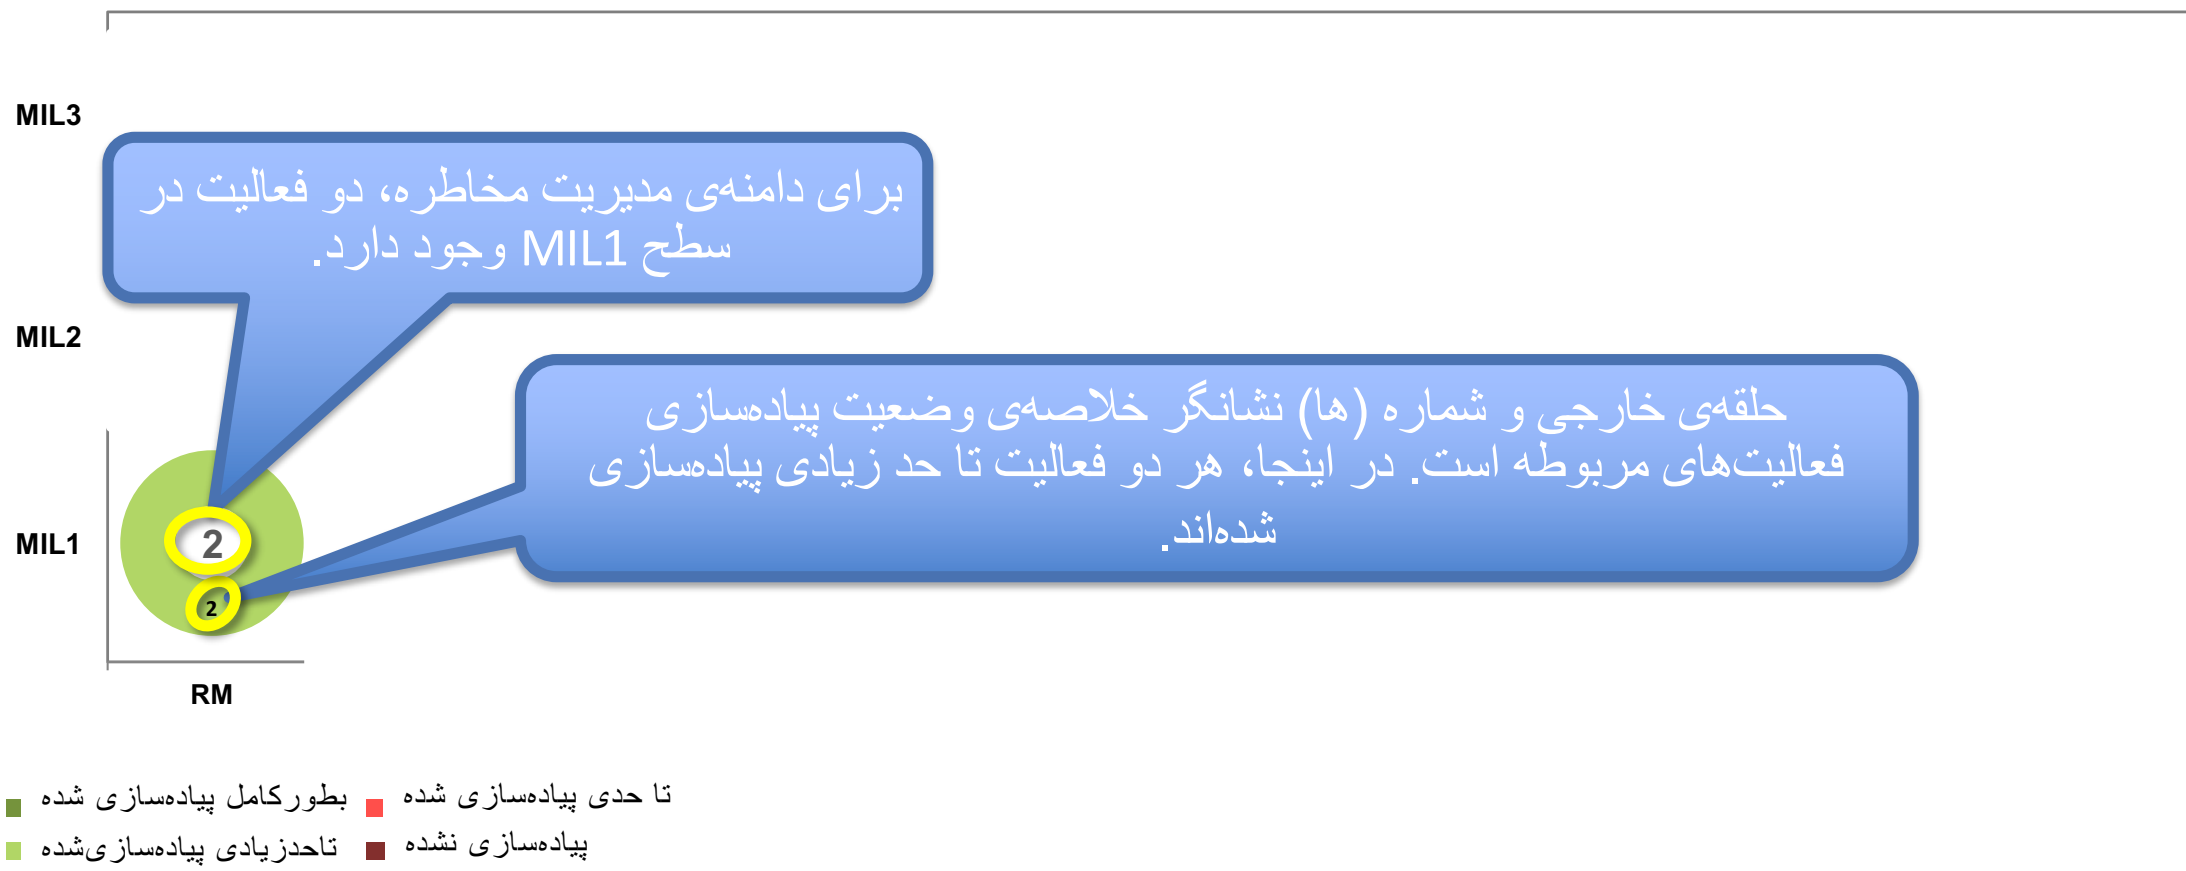 MIL3
برای دامنه‌ی مدیریت مخاطره، دو فعالیت در
سطح MIL1 وجود دارد.
MIL2
حلقه‌ی خارجی و شماره (ها) نشانگر خلاصه‌ی وضعیت پیاده‌سازی
فعالیت‌های مربوطه است. در اینجا، هر دو فعالیت تا حد زیادی پیاده‌سازی
شده‌اند.
MIL1
2
2
RM
بطورکامل پیاده‌سازی شده
تا حدی پیاده‌سازی شده
تاحدزیادی پیاده‌سازی‌شده
پیاده‌سازی نشده